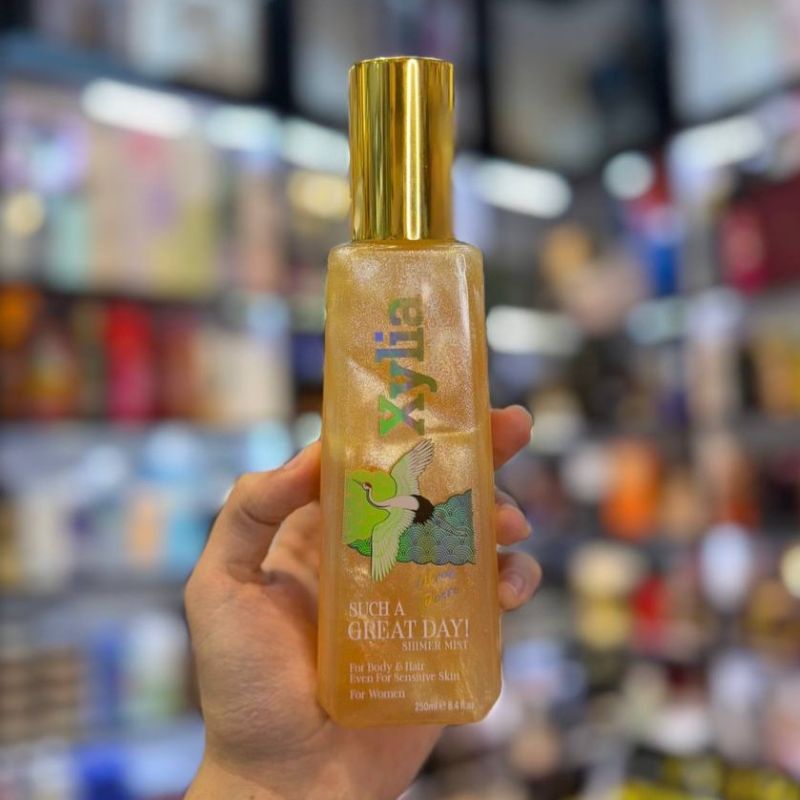 Xylia
SUCH A
GREAT DAY!
SHIMER MIST
For Body & Hair
Even For Sensitive Skin
For Women
250ml e 8.4 fl.oz